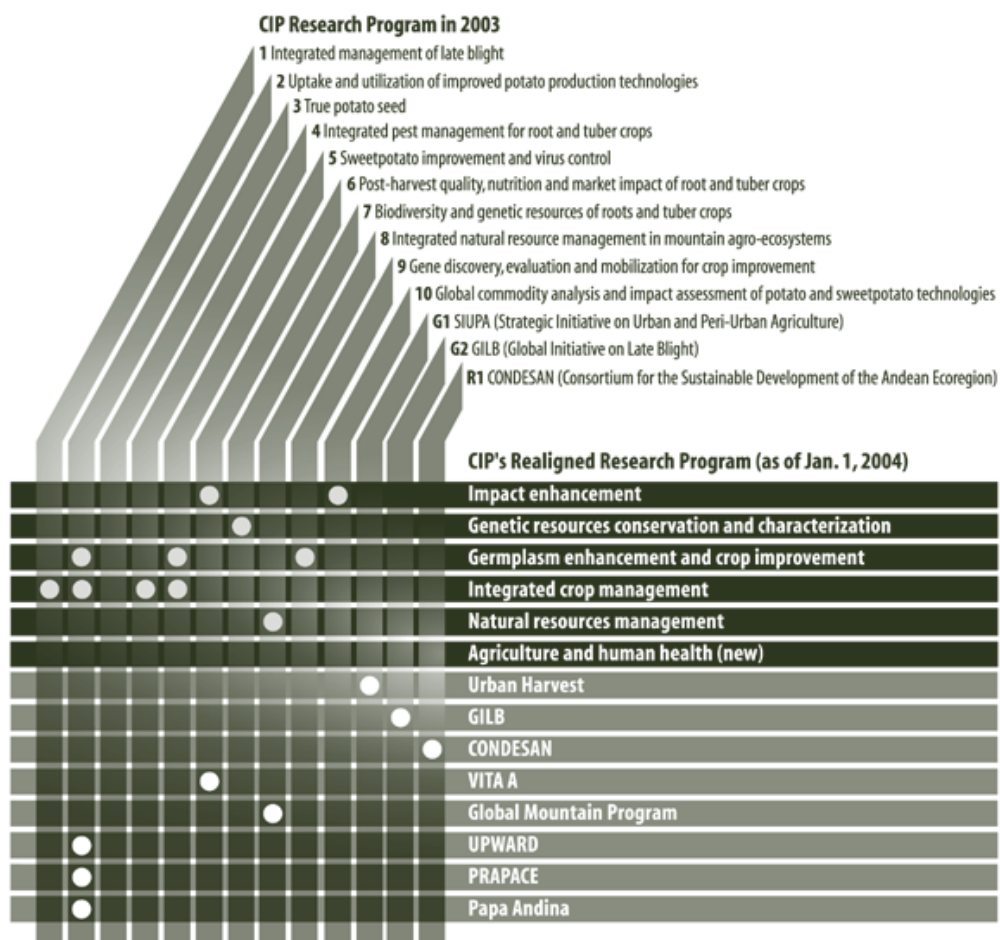 CIP Research Program in 2003
1 Integrated management of late blight
2 Uptake and utilization of improved potato production technologies
3 True potato seed
4 Integrated pest management for root and tuber crops
5 Sweetpotato improvement and virus control
6 Post-harvest quality, nutrition and market impact of root and tuber crops
7 Biodiversity and genetic resources of roots and tuber crops
8 Integrated natural resource management in mountain agro-ecosystems
9 Gene discovery, evaluation and mobilization for crop improvement
10 Global commodity analysis and impact assessment of potato and sweetpotato technologies
G1 SIUPA (Strategic Initiative on Urban and Peri-Urban Agriculture)
G2 GILB (Global Initiative on Late Blight)
R1 CONDESAN (Consortium for the Sustainable Development of the Andean Ecoregion)
CIP's Realigned Research Program (as of Jan. 1, 2004)
Impact enhancement
Genetic resources conservation and characterization
Germplasm enhancement and crop improvement
Integrated crop management
Natural resources management
Agriculture and human health (new)
Urban Harvest
GILB
CONDESAN
VITA A
Global Mountain Program
UPWARD
PRAPACE
Papa Andina